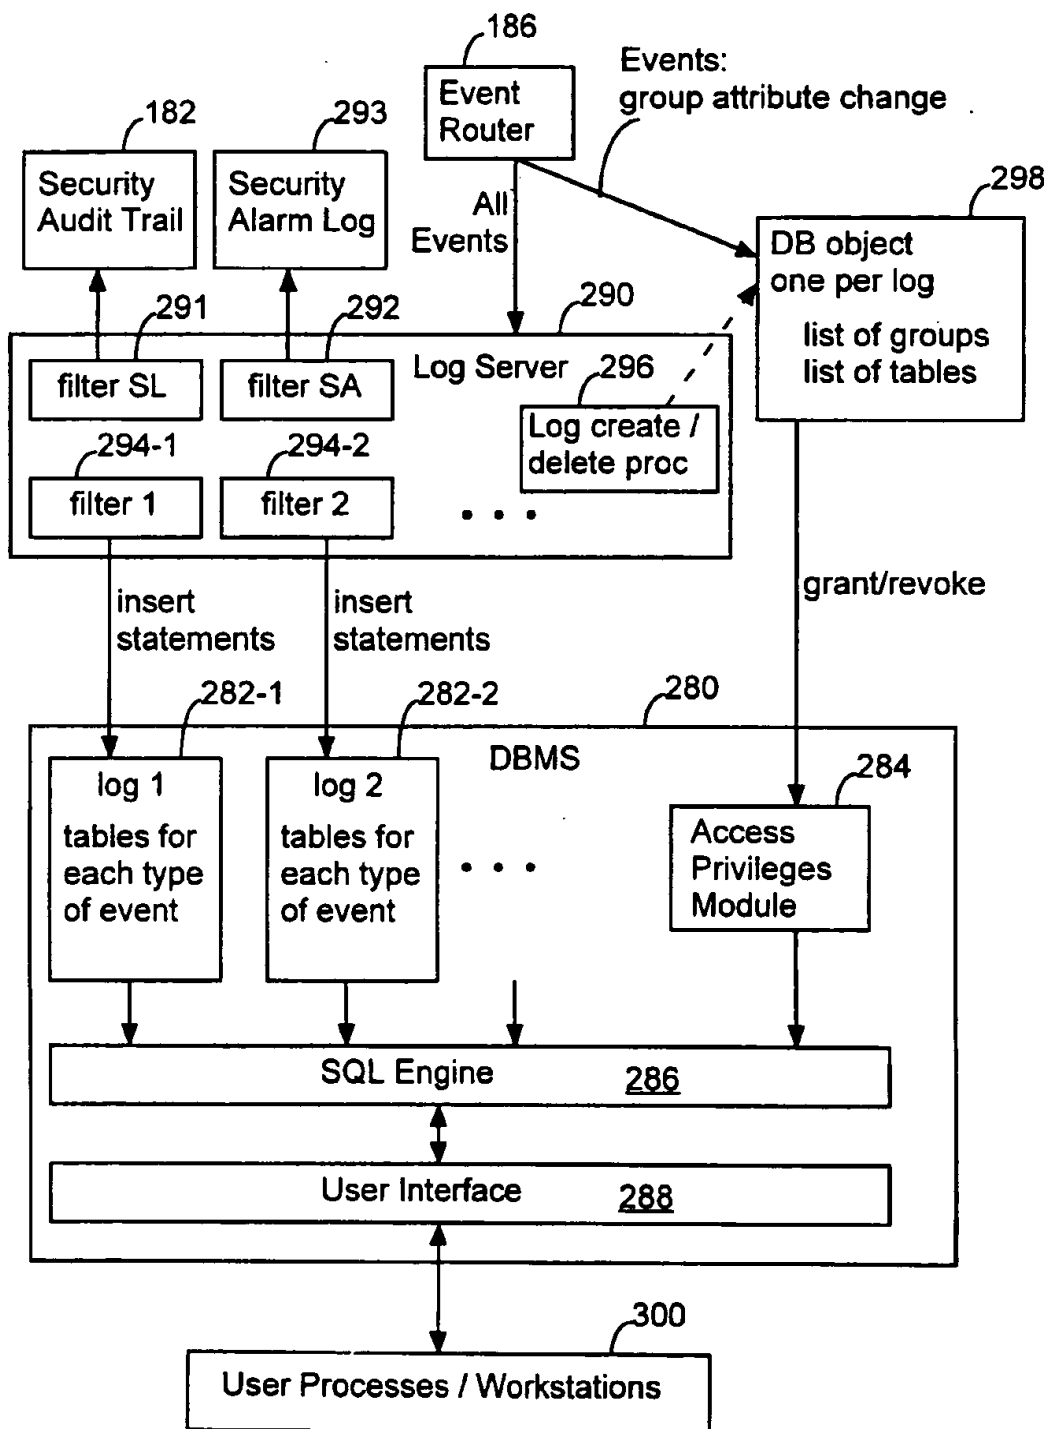 186
Events:
group attribute change
Event
Router
182
293
Security
Audit Trail
Security
Alarm Log
298
All
Events
DB object
one per log
list of groups
list of tables
291
292
290
filter SL
filter SA
Log Server
296
Log create /
delete proc
294-1
294-2
filter 1
filter 2
. . .
insert
statements
insert
statements
grant/revoke
282-1
282-2
280
DBMS
log 1
tables for
each type
of event
log 2
tables for
each type
of event
. . .
284
Access
Privileges
Module
SQL Engine 286
User Interface 288
300
User Processes / Workstations